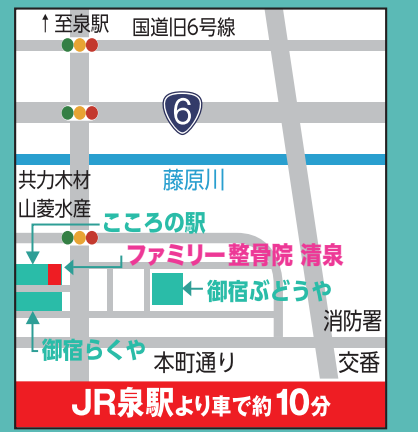 ↑至泉駅
国道旧6号線
6
共力木材
藤原川
山菱水産
こころの駅
ファミリー整骨院 清泉
御宿ぶどうや
消防署
御宿らくや
本町通り
交番
JR泉駅より車で約10分